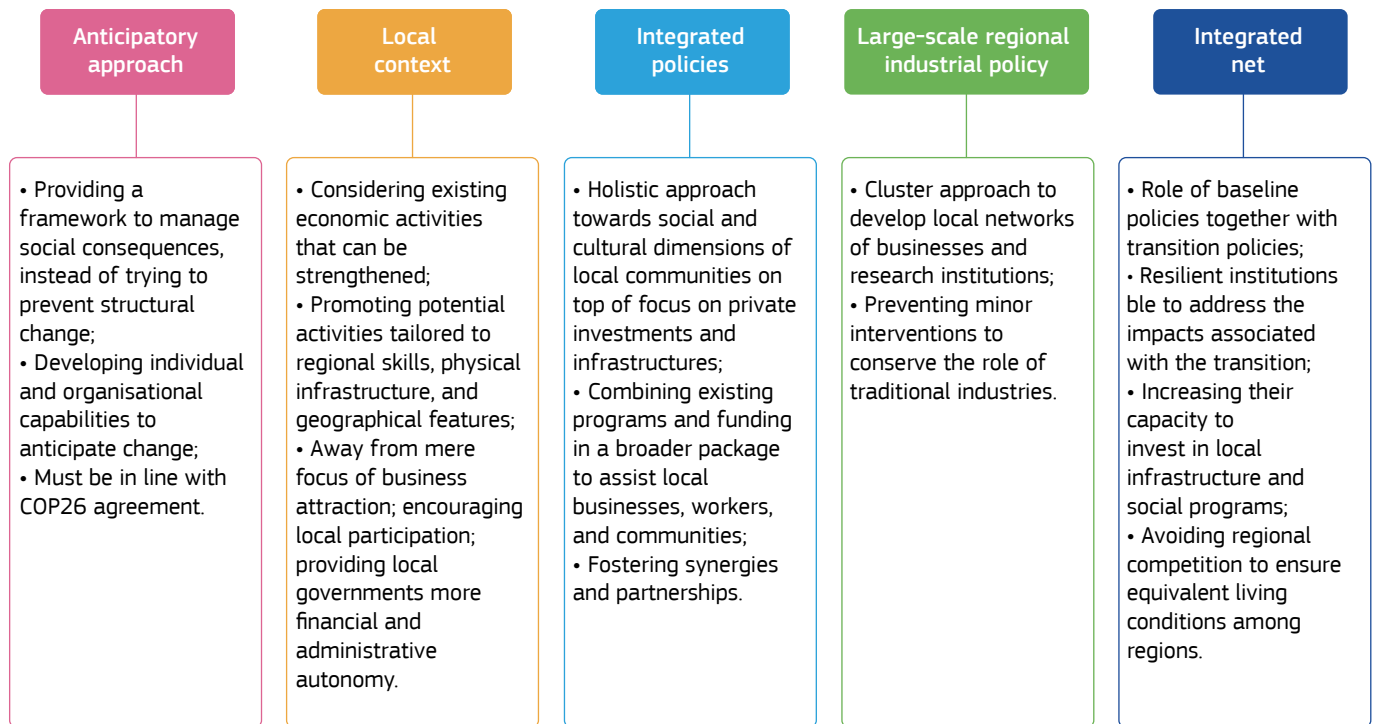 Anticipatory
approach
• Providing a
framework to manage
social consequences,
instead of trying to
prevent structural
change;
• Developing individual
and organisational
capabilities to
anticipate change;
• Must be in line with
COP26 agreement.
Local
context
• Considering existing
economic activities
that can be
strengthened;
• Promoting potential
activities tailored to
regional skills, physical
infrastructure, and
geographical features;
• Away from mere
focus of business
attraction; encouraging
local participation;
providing local
governments more
financial and
administrative
autonomy.
Integrated
policies
• Holistic approach
towards social and
cultural dimensions of
local communities on
top of focus on private
investments and
infrastructures;
• Combining existing
programs and funding
in a broader package
to assist local
businesses, workers,
and communities;
• Fostering synergies
and partnerships.
Large-scale regional
industrial policy
• Cluster approach to
develop local networks
of businesses and
research institutions;
• Preventing minor
interventions to
conserve the role of
traditional industries.
Integrated
net
• Role of baseline
policies together with
transition policies;
• Resilient institutions
ble to address the
impacts associated
with the transition;
• Increasing their
capacity to
invest in local
infrastructure and
social programs;
• Avoiding regional
competition to ensure
equivalent living
conditions among
regions.